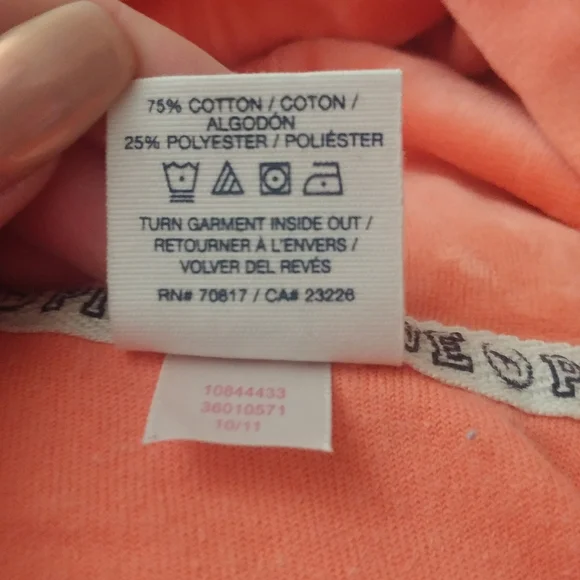 75% COTTON / COTON /
ALGODÓN
25% POLYESTER / POLIÉSTER
TURN GARMENT INSIDE OUT /
RETOURNER À L'ENVERS /
VOLVER DEL REVÉS
RN# 70817 / CA# 23226
10844433
36010571
10/11